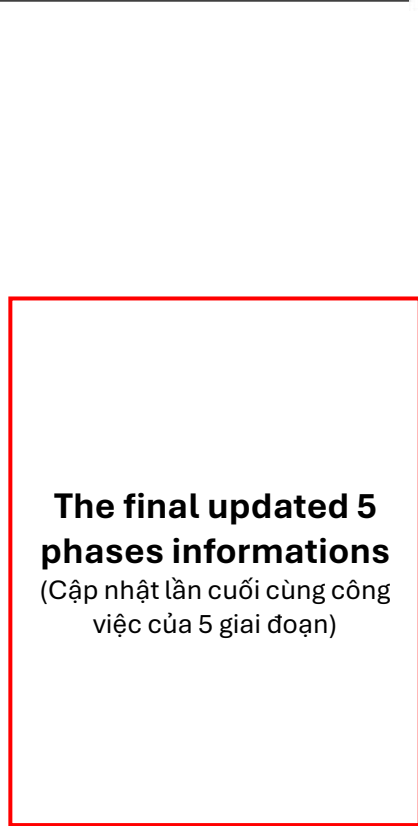 The final updated 5
phases informations
(Cập nhật lần cuối cùng công
việc của 5 giai đoạn)